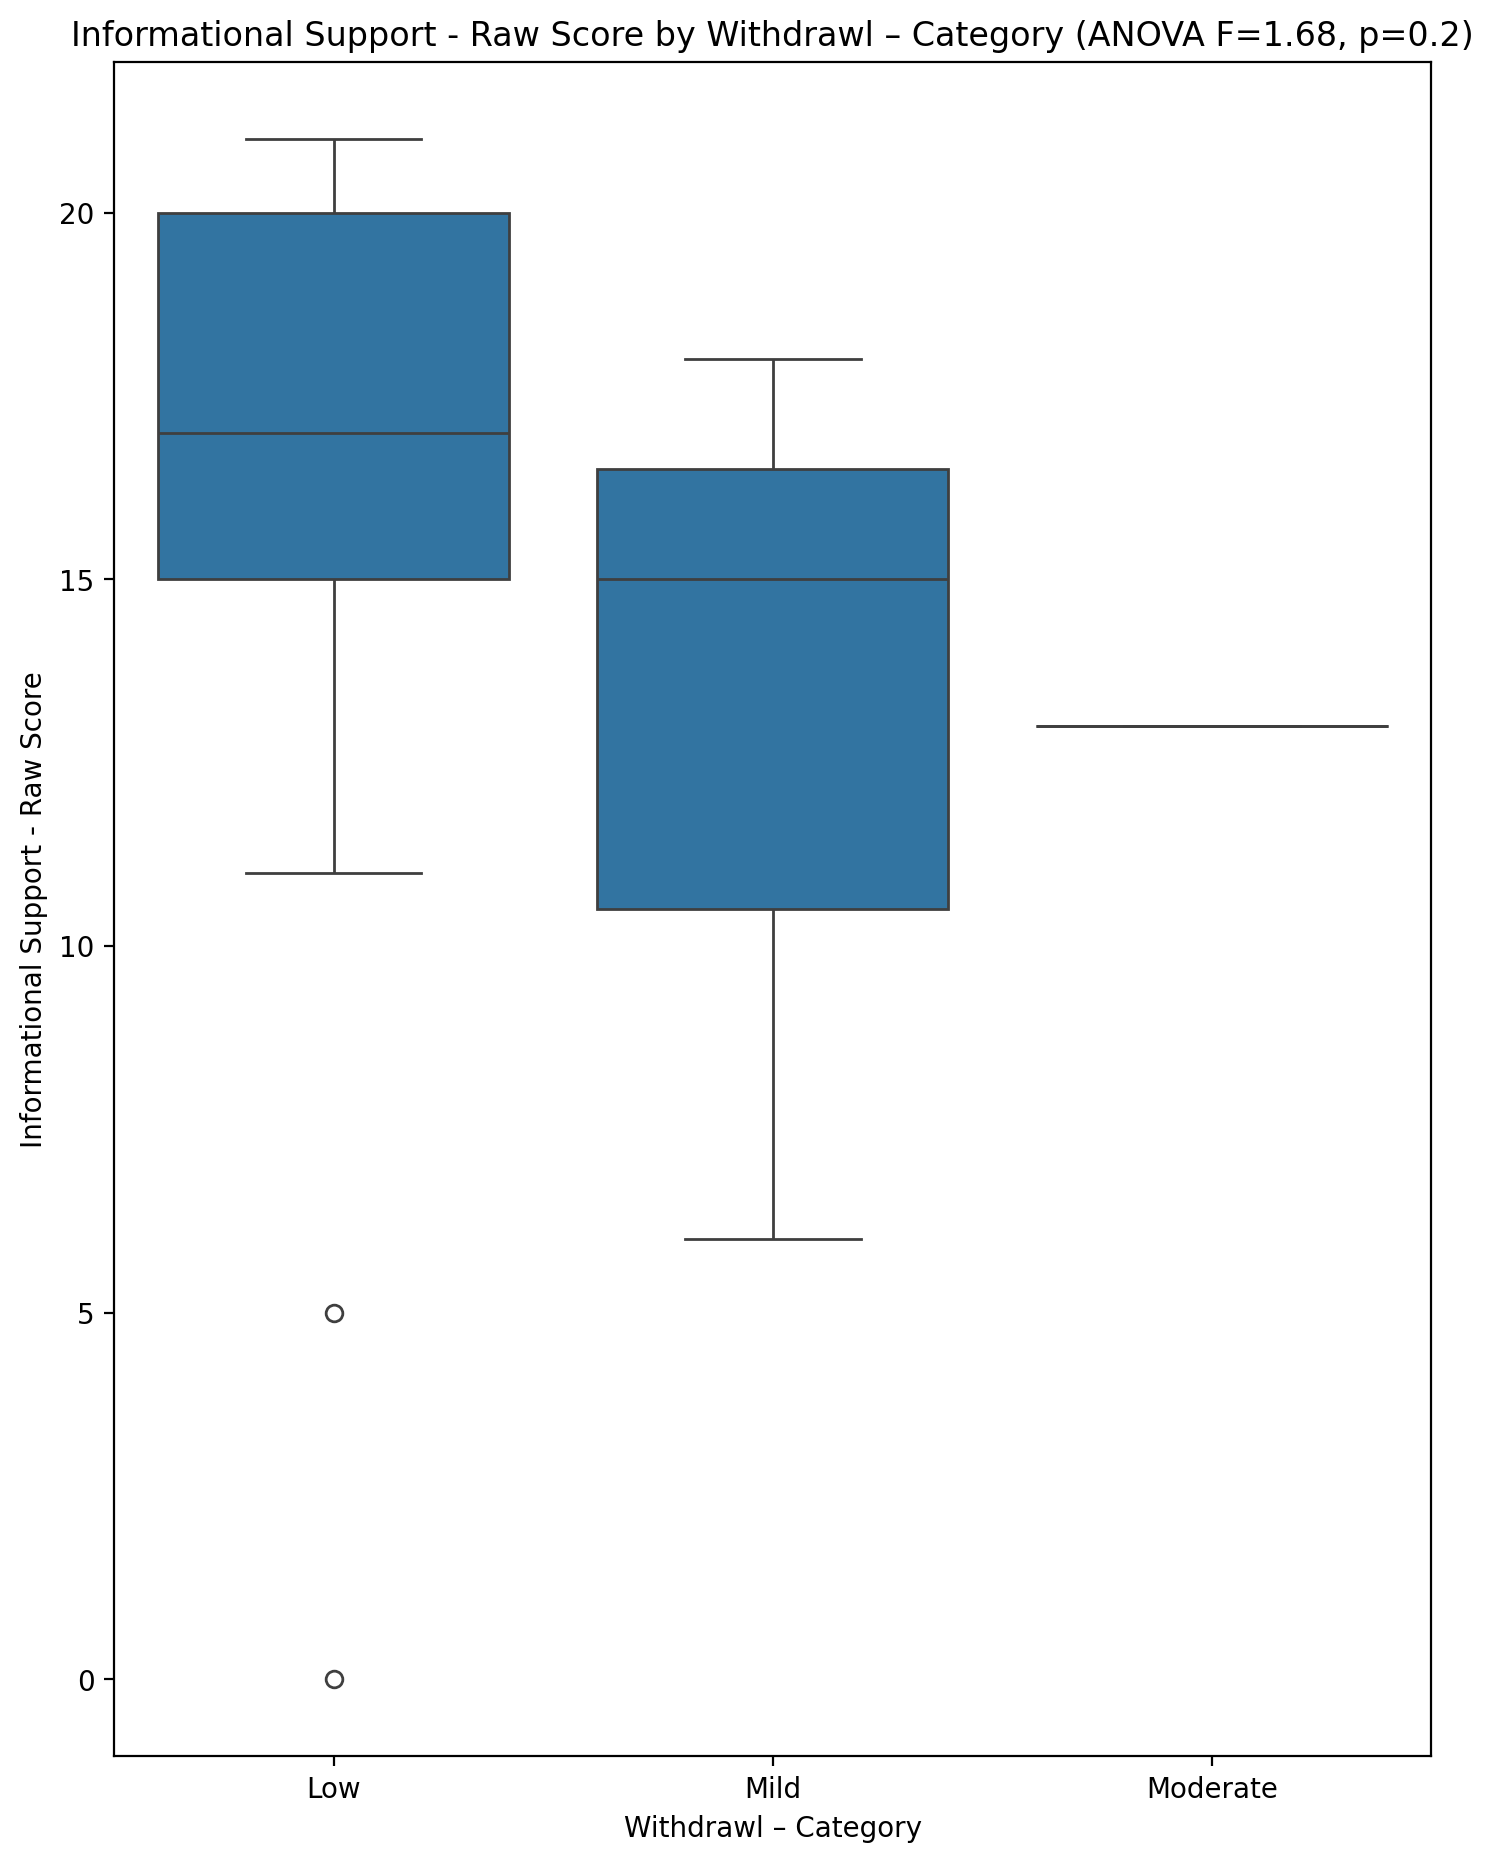 Informational Support - Raw Score by Withdrawl – Category (ANOVA F=1.68, p=0.2)
Informational Support - Raw Score
20
15
10
5
0
Low
Mild
Moderate
Withdrawl – Category